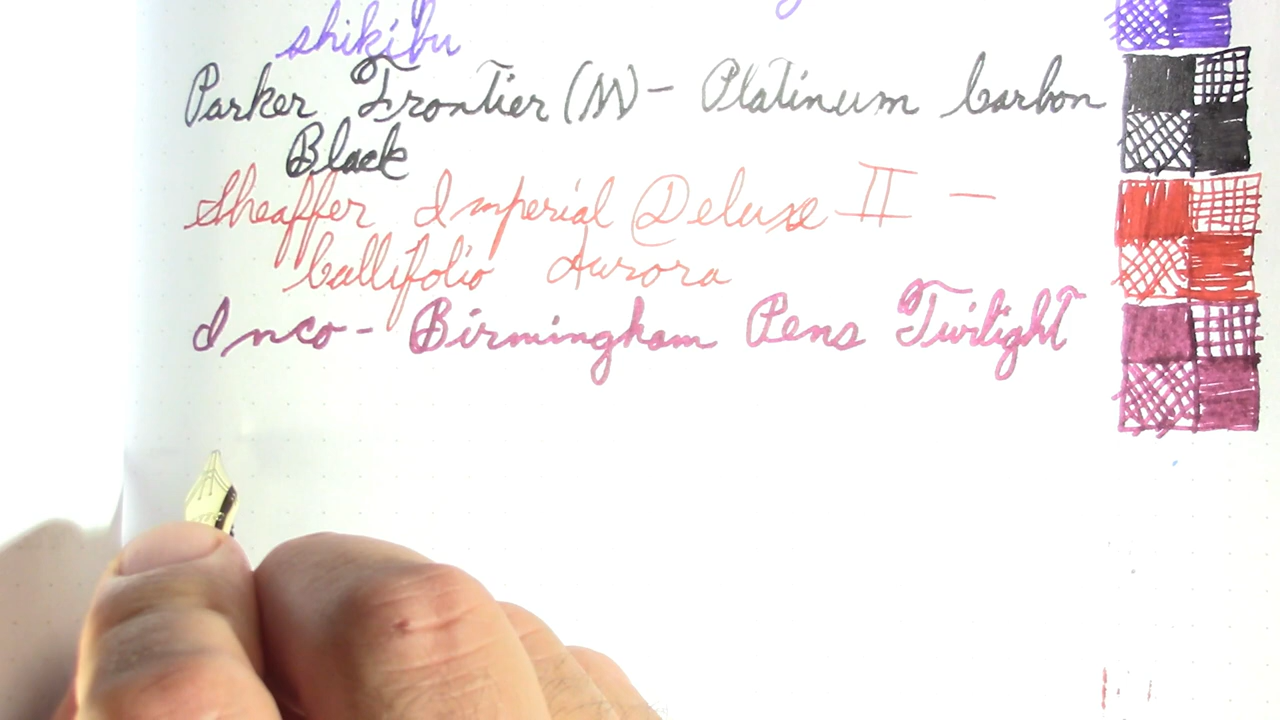 shikibu
Parker Frontier (M) - Platinum Carbon
Black
Sheaffer Imperial Deluxe II -
Callifolio Aurora
Inco - Birmingham Pens Twilight